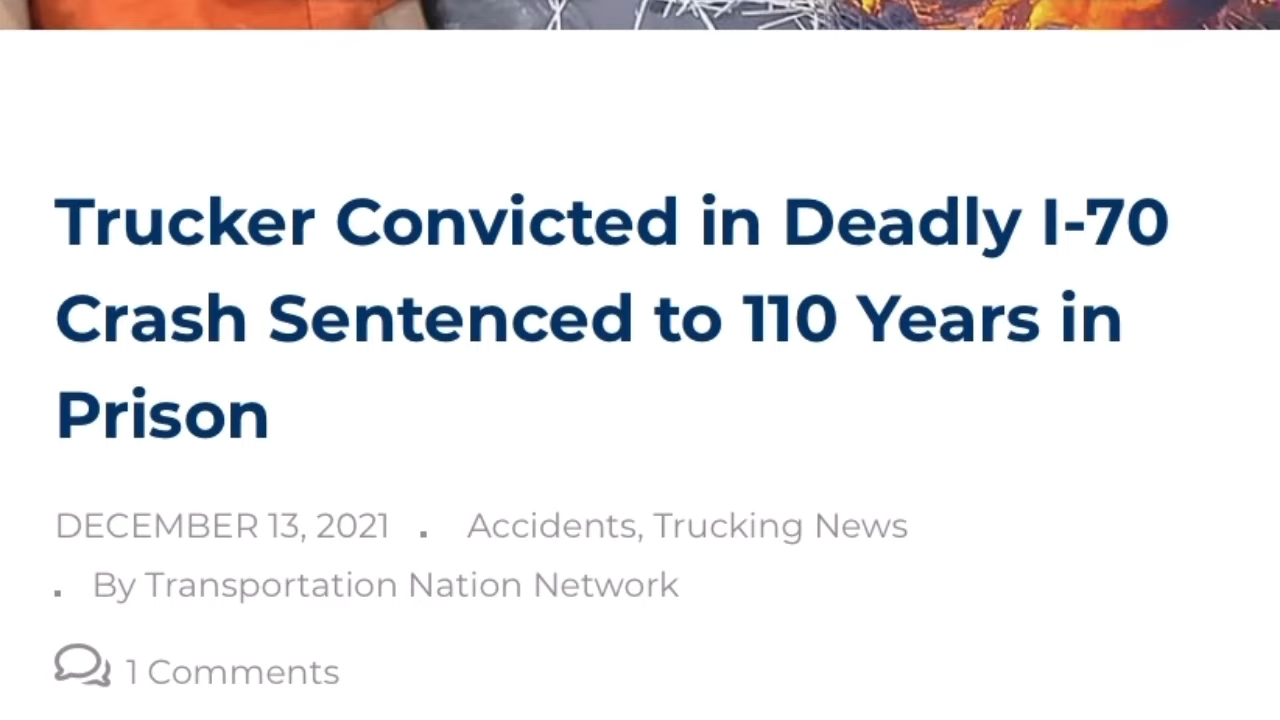 Trucker Convicted in Deadly I-70
Crash Sentenced to 110 Years in
Prison
DECEMBER 13, 2021 . Accidents, Trucking News
. By Transportation Nation Network
1 Comments